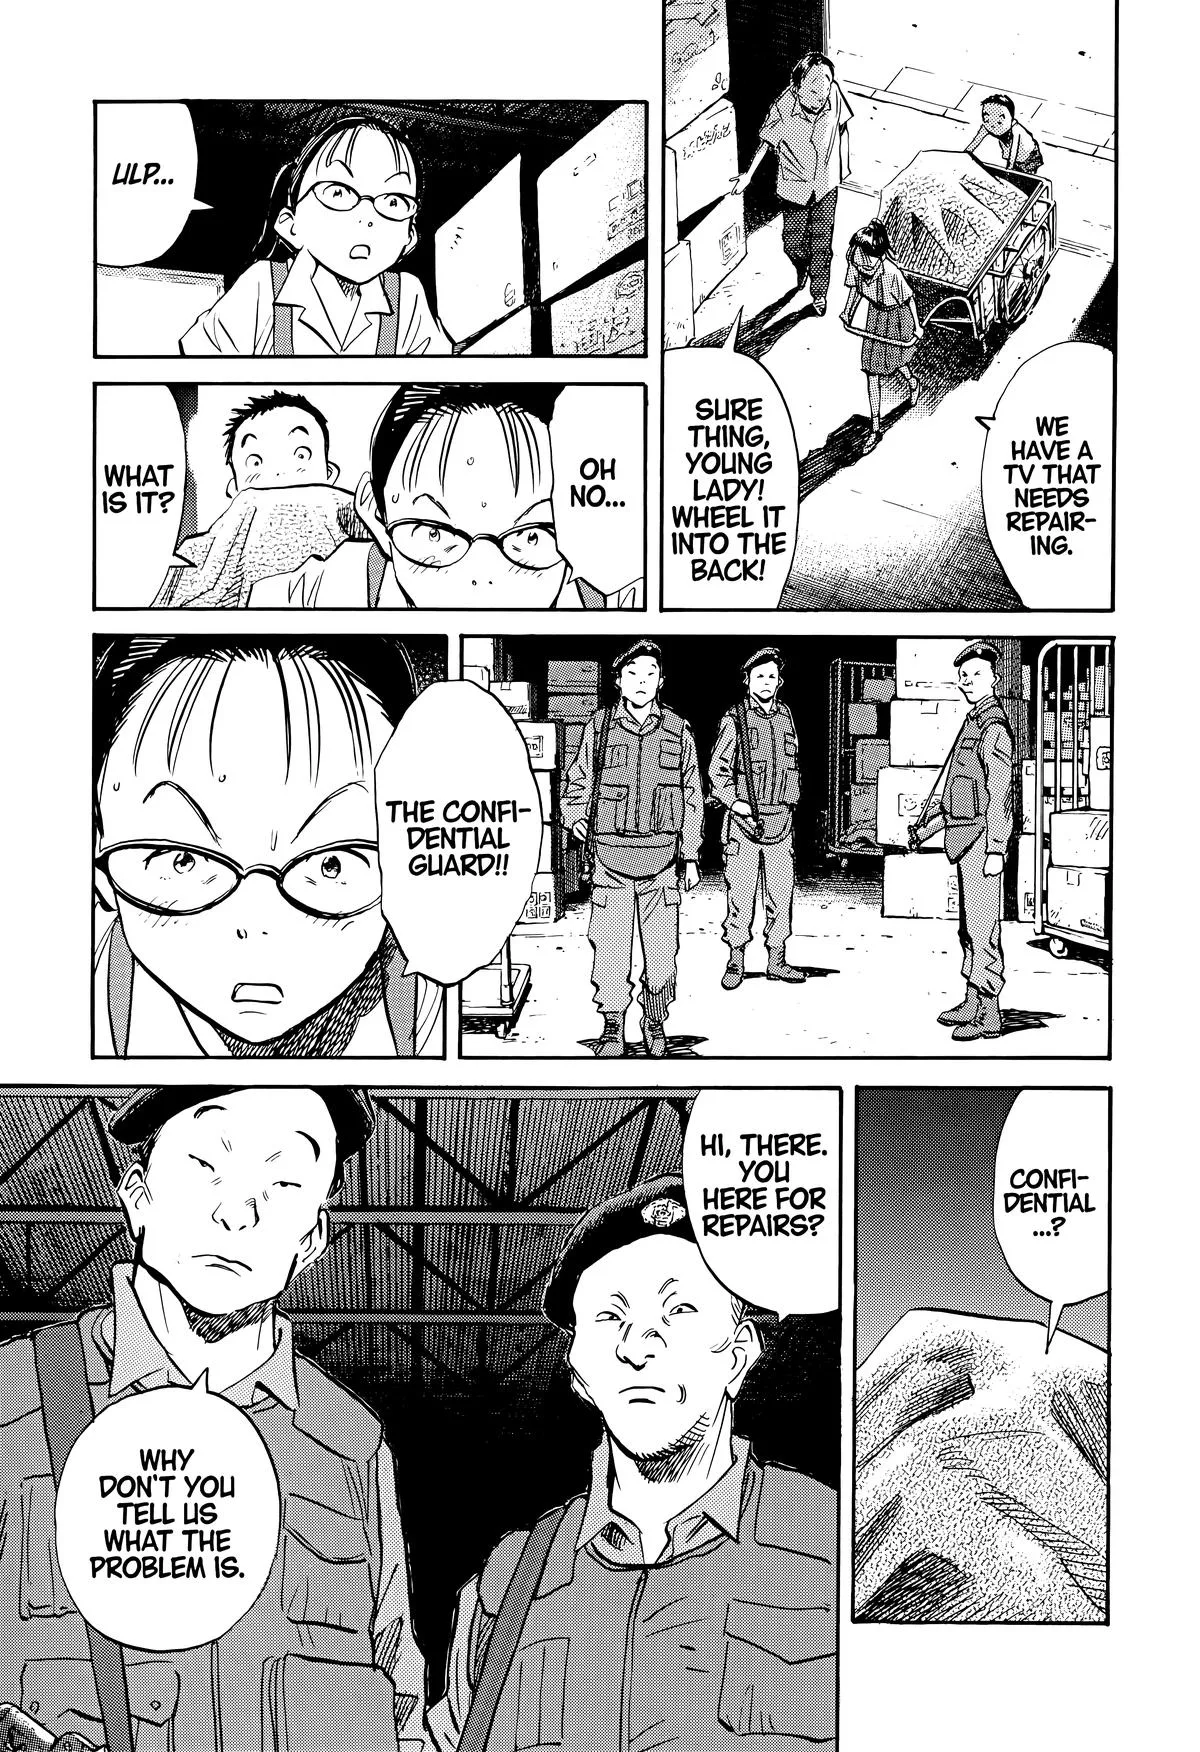 WE
HAVE A
TV THAT
NEEDS
REPAIR-
ING.
SURE
THING,
YOUNG
LADY!
WHEEL IT
INTO THE
BACK!
ULP...
OH
NO...
WHAT
IS IT?
THE CONFI-
DENTIAL
GUARD!!
CONFI-
DENTIAL
...?
HI, THERE.
YOU
HERE FOR
REPAIRS?
WHY
DON'T YOU
TELL US
WHAT THE
PROBLEM IS.